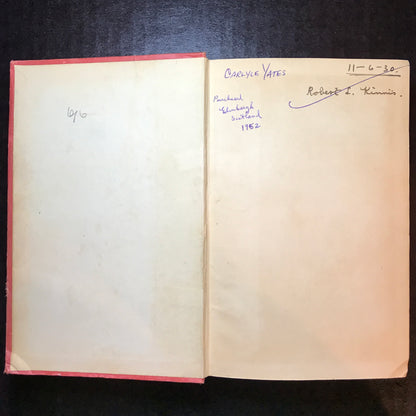 6/6
CARLYLE YATES
Purchased
Edinburgh
Scotland
1952
11-6-30.
Robert L. Kinnis.